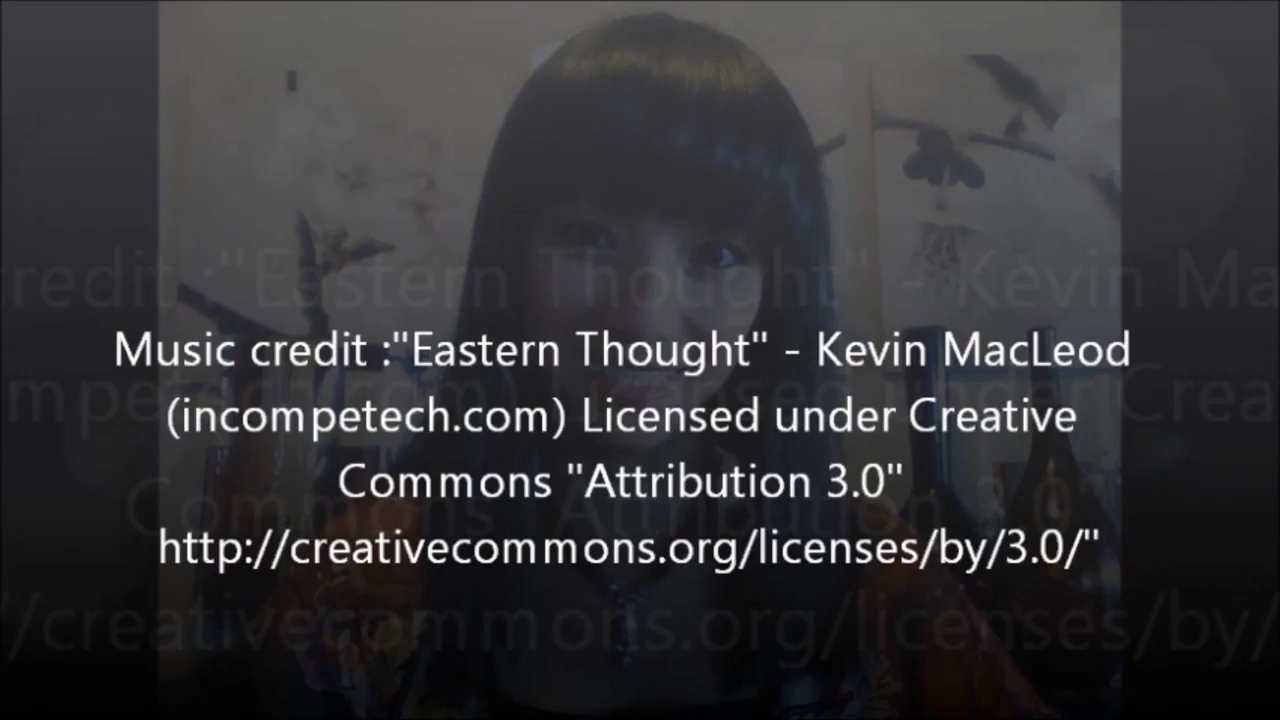 Music credit :"Eastern Thought" - Kevin MacLeod
(incompetech.com) Licensed under Creative
Commons "Attribution 3.0"
http://creativecommons.org/licenses/by/3.0/"